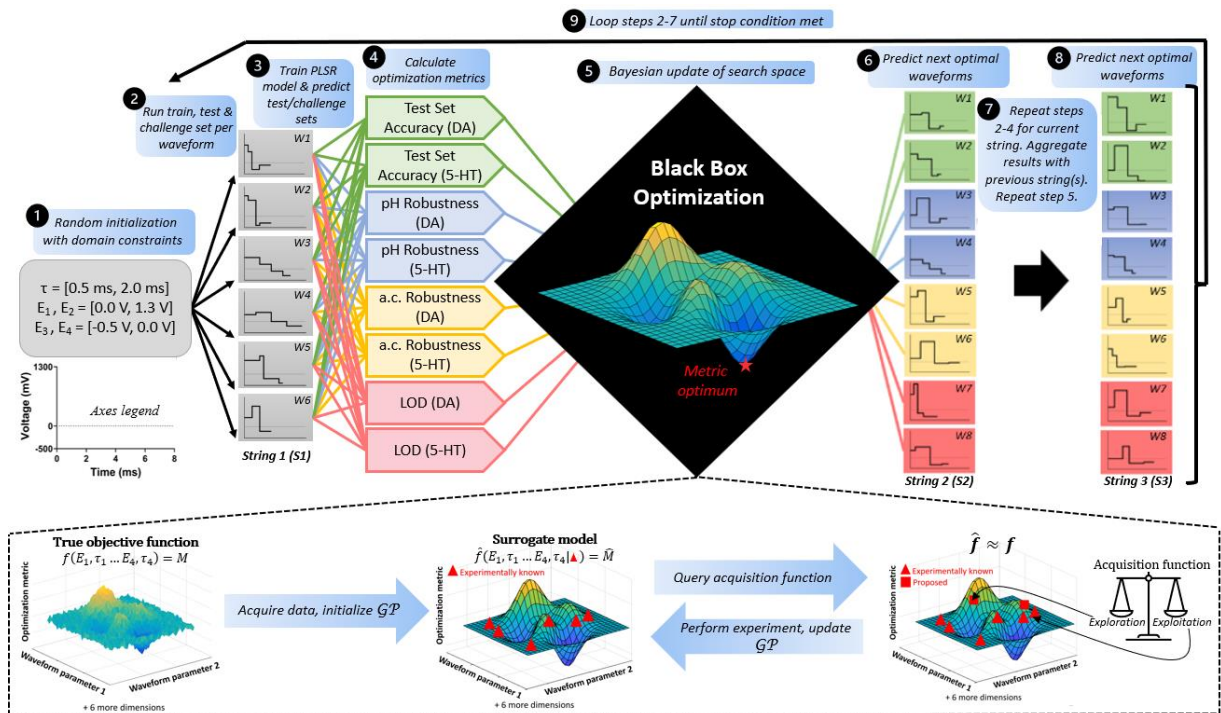 9 Loop steps 2-7 until stop condition met
1 Random initialization
with domain constraints
τ = [0.5 ms, 2.0 ms]
E₁ , E₂ = [0.0 V, 1.3 V]
E₃ , E₄ = [-0.5 V, 0.0 V]
Voltage (mV)
1300
0
-500
Axes legend
0 2 4 6 8
Time (ms)
2 Run train, test &
challenge set per
waveform
3 Train PLSR
model & predict
test/challenge
sets
W1
W2
W3
W4
W5
W6
String 1 (S1)
4 Calculate
optimization metrics
Test Set
Accuracy (DA)
Test Set
Accuracy (5-HT)
pH Robustness
(DA)
pH Robustness
(5-HT)
a.c. Robustness
(DA)
a.c. Robustness
(5-HT)
LOD (DA)
LOD (5-HT)
5 Bayesian update of search space
Black Box
Optimization
Metric
optimum
6 Predict next optimal
waveforms
W1
W2
W3
W4
W5
W6
W7
W8
String 2 (S2)
7 Repeat steps
2-4 for current
string. Aggregate
results with
previous string(s).
Repeat step 5.
8 Predict next optimal
waveforms
W1
W2
W3
W4
W5
W6
W7
W8
String 3 (S3)
True objective function
f(E₁, τ₁ … E₄, τ₄) = M
Optimization metric
Waveform parameter 1
Waveform parameter 2
+ 6 more dimensions
Acquire data, initialize 𝒢𝒫
Surrogate model
f̂(E₁, τ₁ … E₄, τ₄|▲) = M̂
Experimentally known
Optimization metric
Waveform parameter 1
Waveform parameter 2
+ 6 more dimensions
Query acquisition function
Perform experiment, update
𝒢𝒫
f̂ ≈ f
Experimentally known
Proposed
Optimization metric
Waveform parameter 1
Waveform parameter 2
+ 6 more dimensions
Acquisition function
Exploration
Exploitation